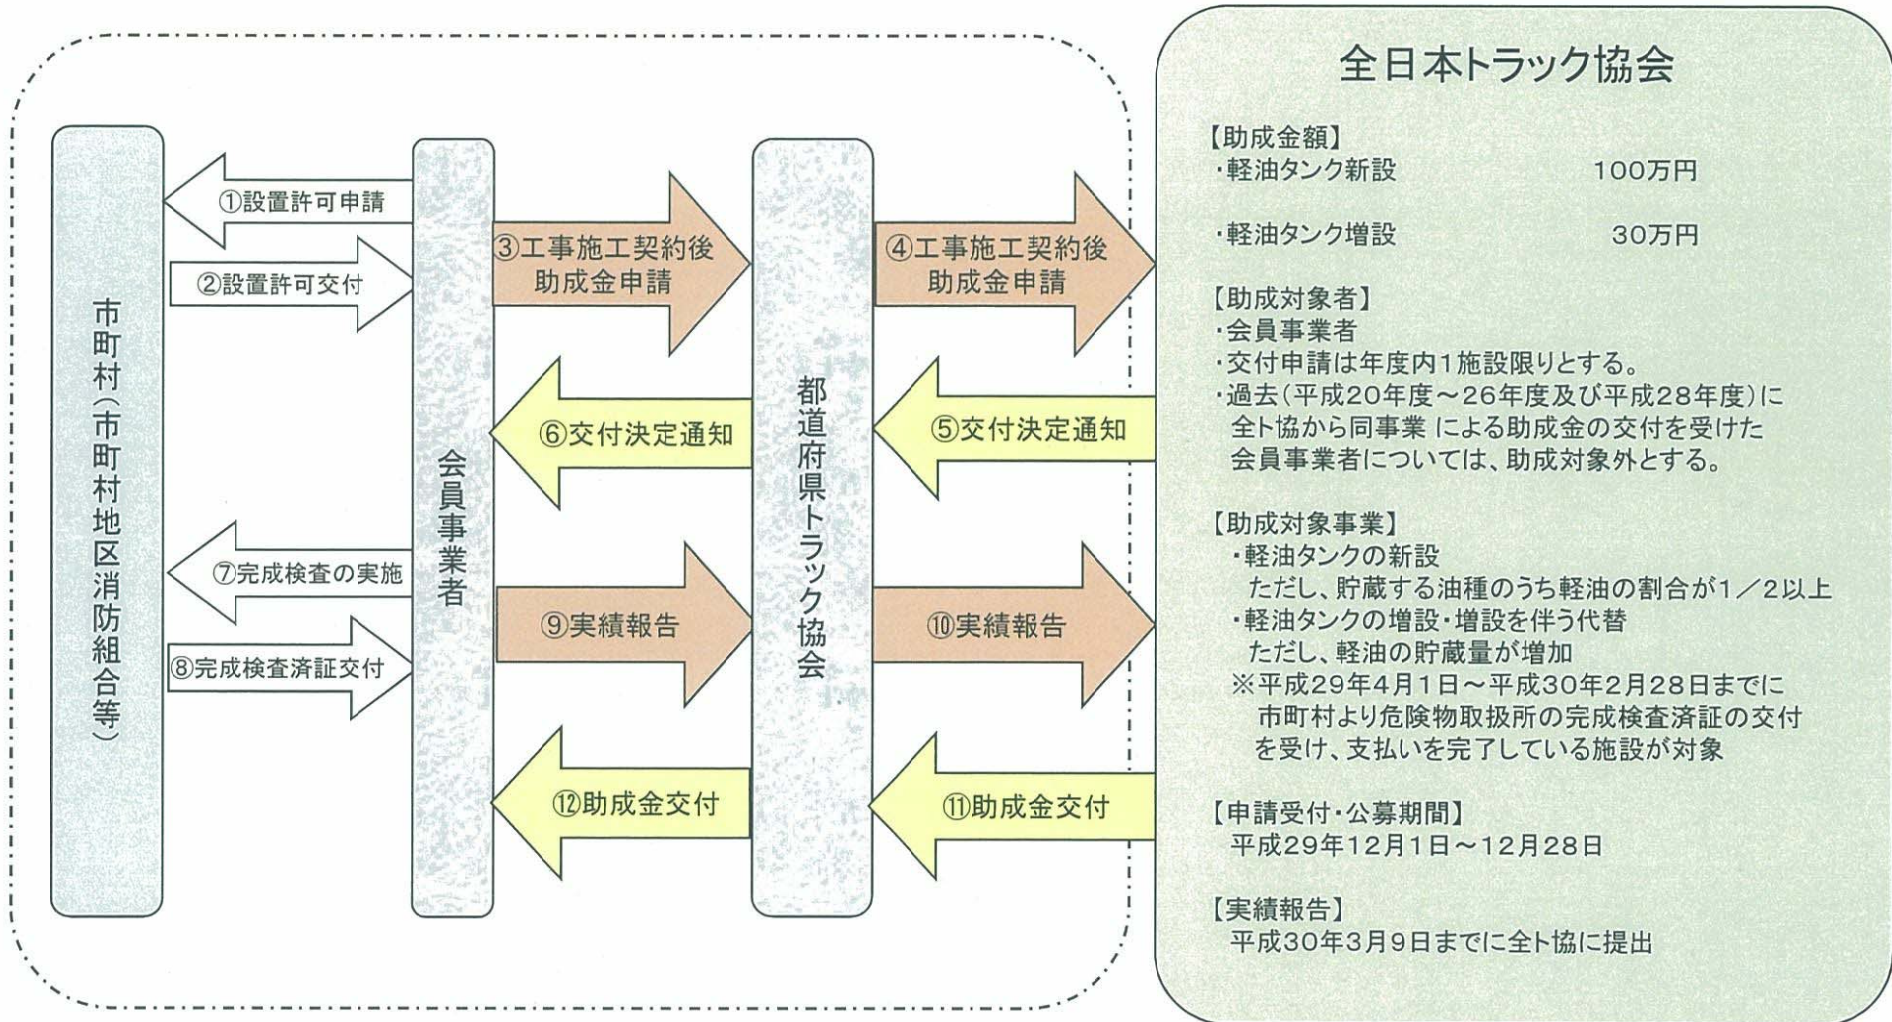 市町村(市町村地区消防組合等)
①設置許可申請
②設置許可交付
⑦完成検査の実施
⑧完成検査済証交付
会員事業者
③工事施工契約後
助成金申請
⑥交付決定通知
⑨実績報告
⑫助成金交付
都道府県トラック協会
④工事施工契約後
助成金申請
⑤交付決定通知
⑩実績報告
⑪助成金交付
全日本トラック協会
【助成金額】
・軽油タンク新設 100万円
・軽油タンク増設 30万円
【助成対象者】
・会員事業者
・交付申請は年度内1施設限りとする。
・過去(平成20年度~26年度及び平成28年度)に
全ト協から同事業 による助成金の交付を受けた
会員事業者については、助成対象外とする。
【助成対象事業】
・軽油タンクの新設
ただし、貯蔵する油種のうち軽油の割合が1/2以上
・軽油タンクの増設・増設を伴う代替
ただし、軽油の貯蔵量が増加
※平成29年4月1日~平成30年2月28日までに
市町村より危険物取扱所の完成検査済証の交付
を受け、支払いを完了している施設が対象
【申請受付・公募期間】
平成29年12月1日~12月28日
【実績報告】
平成30年3月9日までに全ト協に提出